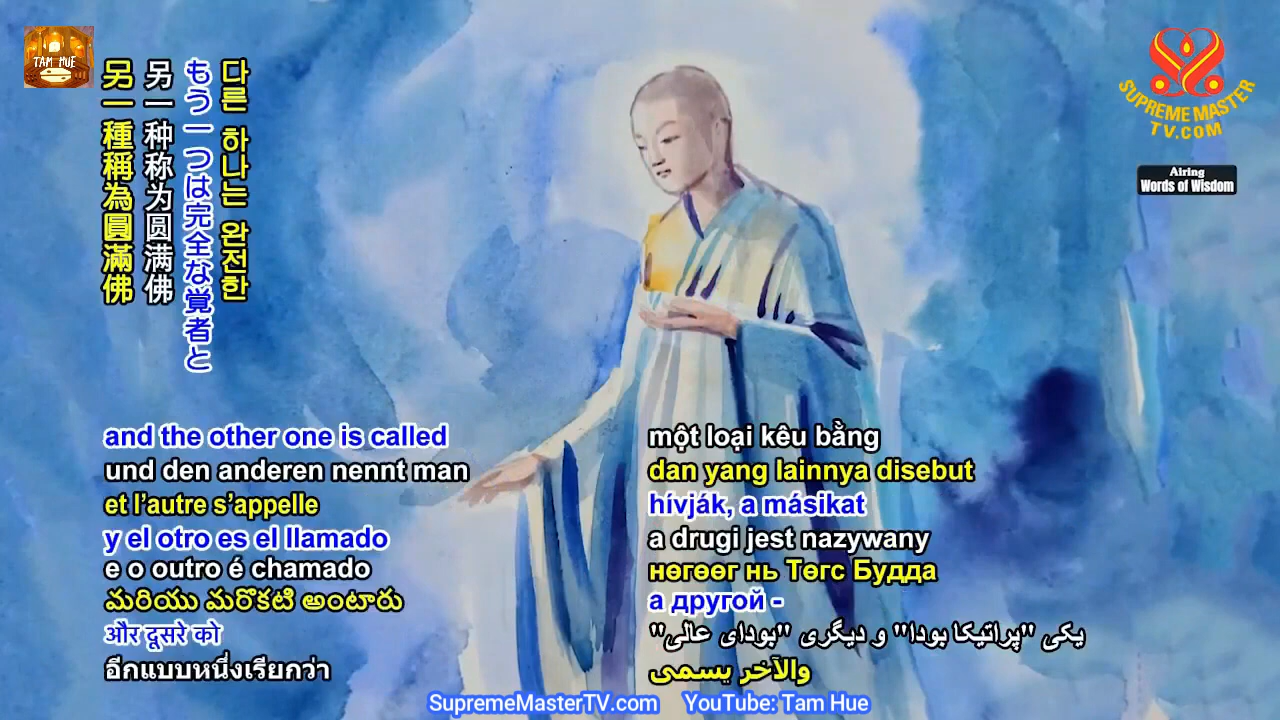 TAM HUE
SUPREME MASTER
TV.COM
Airing
Words of Wisdom
다른 하나는 완전한
もう一つは完全な覚者と
另一种称为圆满佛
另一種稱為圓滿佛
and the other one is called
und den anderen nennt man
et l’autre s’appelle
y el otro es el llamado
e o outro é chamado
మరియు మరొకటి అంటారు
और दूसरे को
อีกแบบหนึ่งเรียกว่า
một loại kêu bằng
dan yang lainnya disebut
hívják, a másikat
a drugi jest nazywany
нөгөөг нь Төгс Будда
а другой -
یکی "پراتیکا بودا" و دیگری "بودای عالی"
والآخر يسمى
SupremeMasterTV.com YouTube: Tam Hue